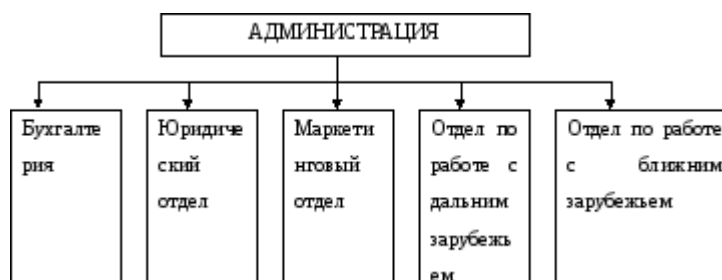 АДМИНИСТРАЦИЯ
Бухгалте
рия
Юридиче
ский
отдел
Маркети
нговый
отдел
Отдел по
работе с
дальним
зарубежь
ем
Отдел по работе
с ближним
зарубежьем